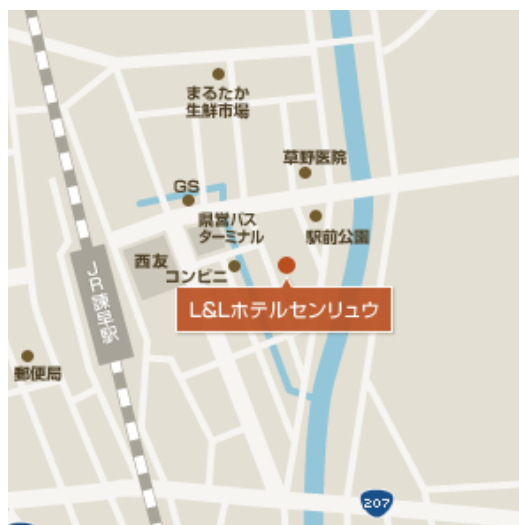 まるたか
生鮮市場
草野医院
GS
県営バス
ターミナル
駅前公園
西友
コンビニ
JR諫早駅
L&Lホテルセンリュウ
郵便局
207